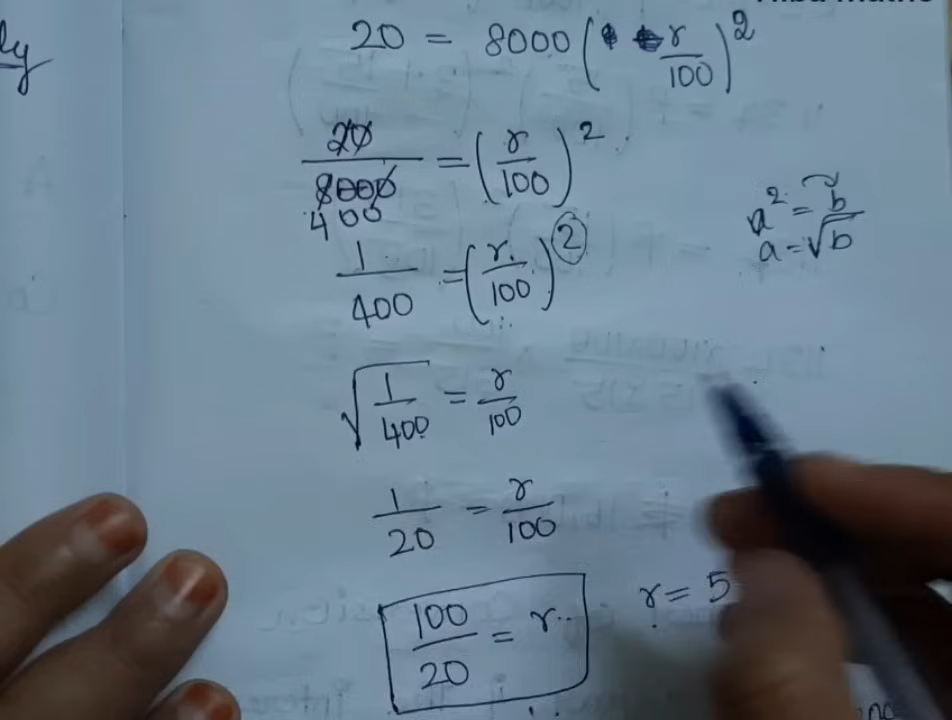 ly
20 = 8000 ( r/100 )^2
20/8000 = ( r/100 )^2
400
1/400 = ( r/100 )^2
a^2 = b
a = √b
√(1/400) = r/100
1/20 = r/100
100/20 = r
r = 5